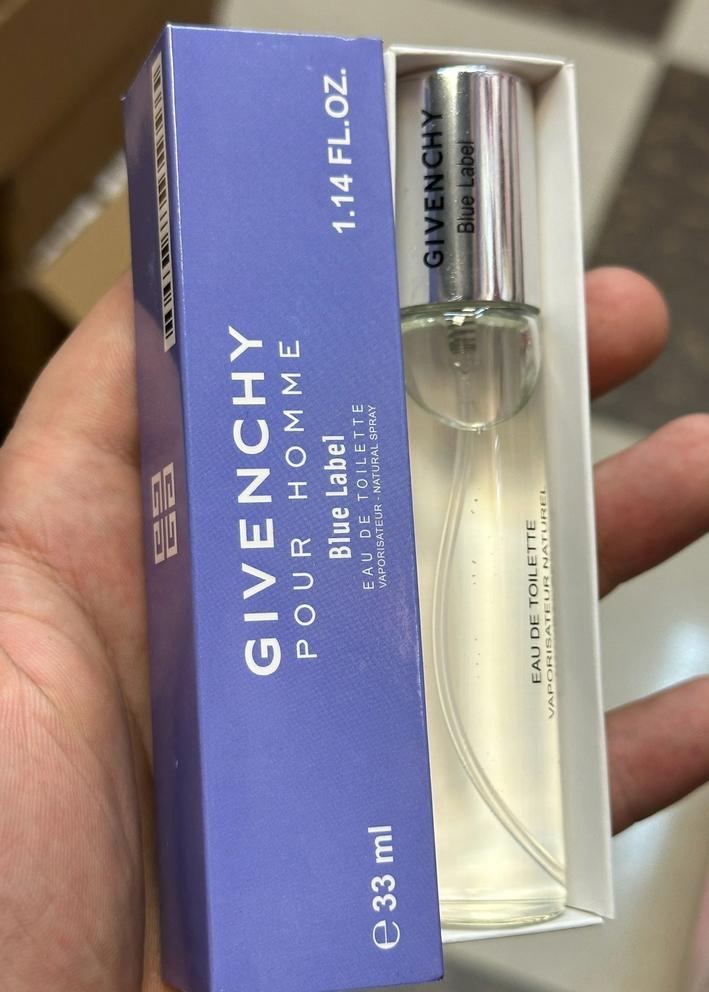 GIVENCHY
POUR HOMME
Blue Label
EAU DE TOILETTE
VAPORISATEUR - NATURAL SPRAY
1.14 FL.OZ.
e 33 ml
GIVENCHY
Blue Label
EAU DE TOILETTE
VAPORISATEUR NATUREL